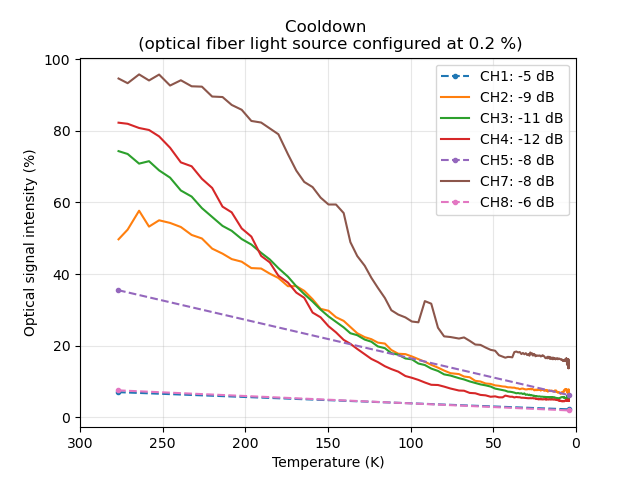 Cooldown
(optical fiber light source configured at 0.2 %)
Optical signal intensity (%)
100
80
60
40
20
0
CH1: -5 dB
CH2: -9 dB
CH3: -11 dB
CH4: -12 dB
CH5: -8 dB
CH7: -8 dB
CH8: -6 dB
300
250
200
150
100
50
0
Temperature (K)